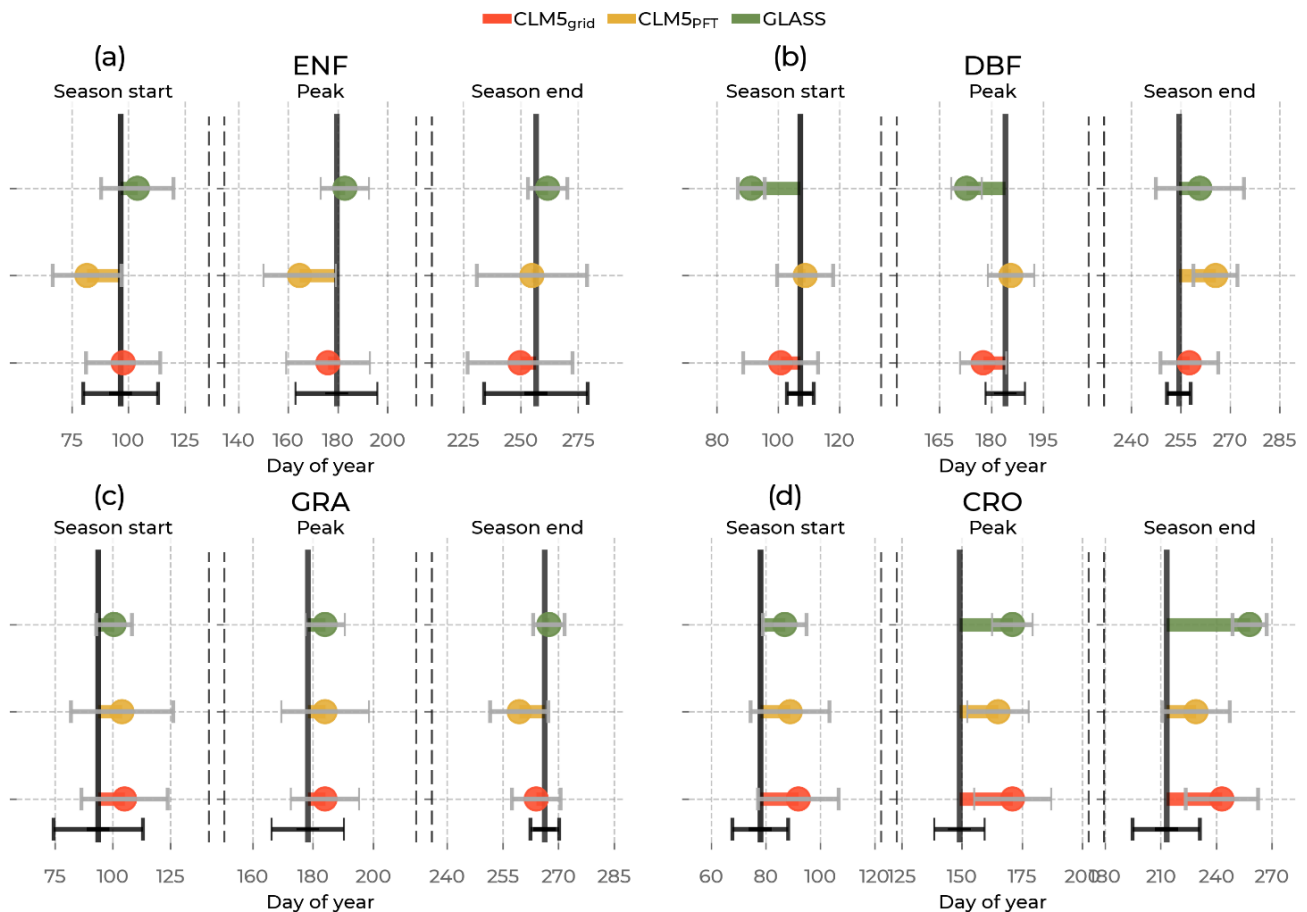 CLM5grid CLM5PFT GLASS
(a) ENF
Season start Peak Season end
75 100 125 140 160 180 200 225 250 275
Day of year
(b) DBF
Season start Peak Season end
80 100 120 165 180 195 240 255 270 285
Day of year
(c) GRA
Season start Peak Season end
75 100 125 160 180 200 240 255 270 285
Day of year
(d) CRO
Season start Peak Season end
60 80 100 120 125 150 175 200 180 210 240 270
Day of year